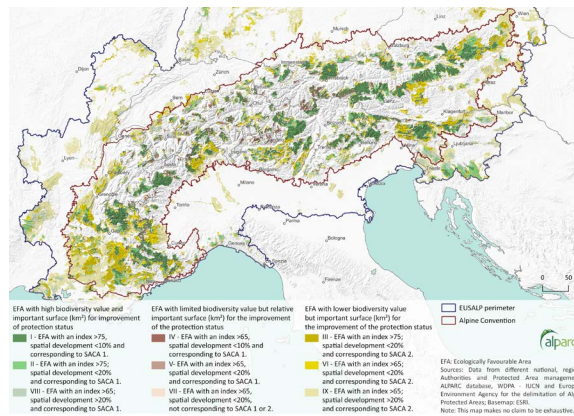 Linz
Wien
Munich
Salzburg
Dijon
Zürich
Bern
Klagenfurt
Maribor
Ljubljana
Lyon
Milano
Torino
Parma
Bologna
Genova
Firenze
0 50
EFA with high biodiversity value and
important surface (km²) for improvement
of protection status
I - EFA with an index >75,
spatial development <10% and
corresponding to SACA 1.
II - EFA with an index >75;
spatial development <20%
and corresponding to SACA 1.
VIII - EFA with an index >65;
spatial development <20%
and corresponding to SACA 1.
EFA with limited biodiversity value but relative
important surface (km²) for the improvement
of the protection status
IV - EFA with an index >65,
spatial development <10% and
corresponding to SACA 1.
V - EFA with an index >65,
spatial development <20%
and corresponding to SACA 1.
VII - EFA with an index >65,
spatial development <20%,
not corresponding to SACA 1 or 2.
EFA with lower biodiversity value
but important surface (km²) for
the improvement of the protection status
III - EFA with an index >75,
spatial development <20%
and corresponding to SACA 2.
VI - EFA with an index >65;
spatial development <20%
and corresponding to SACA 2.
EFA with an index >65;
spatial development >20%
and corresponding to SACA 2.
EUSALP perimeter
Alpine Convention
alparc
EFA: Ecologically Favourable Area
Sources: Data from different national, regio
Authorities and Protected Area manageme
ALPARC database, WDPA - IUCN and Europ
Environment Agency for the delimitation of Al
Protected Areas; Basemap: ESRI.
Note: This map makes no claim to be exhaustiv